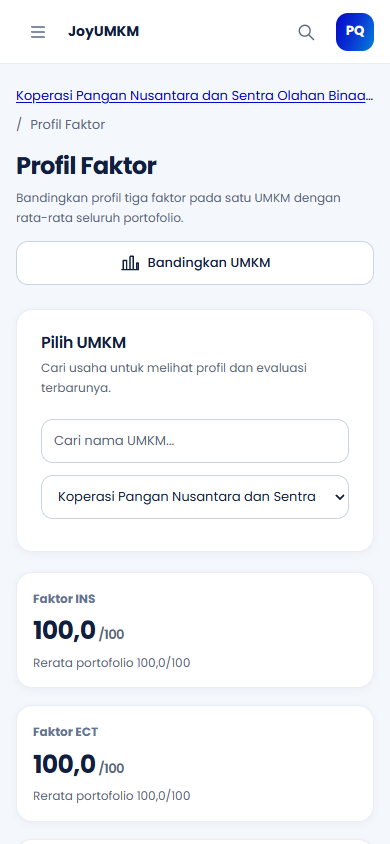 JoyUMKM
PQ
Koperasi Pangan Nusantara dan Sentra Olahan Binaa...
/ Profil Faktor
Profil Faktor
Bandingkan profil tiga faktor pada satu UMKM dengan
rata-rata seluruh portofolio.
Bandingkan UMKM
Pilih UMKM
Cari usaha untuk melihat profil dan evaluasi
terbarunya.
Cari nama UMKM...
Koperasi Pangan Nusantara dan Sentra
Faktor INS
100,0 /100
Rerata portofolio 100,0/100
Faktor ECT
100,0 /100
Rerata portofolio 100,0/100